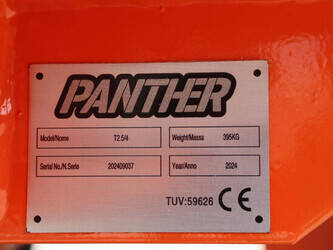 PANTHER
Model/Nome T2.5/4 Weight/Massa 395KG
Serial No./N.Serie 202409037 Year/Anno 2024
TUV:59626 CE